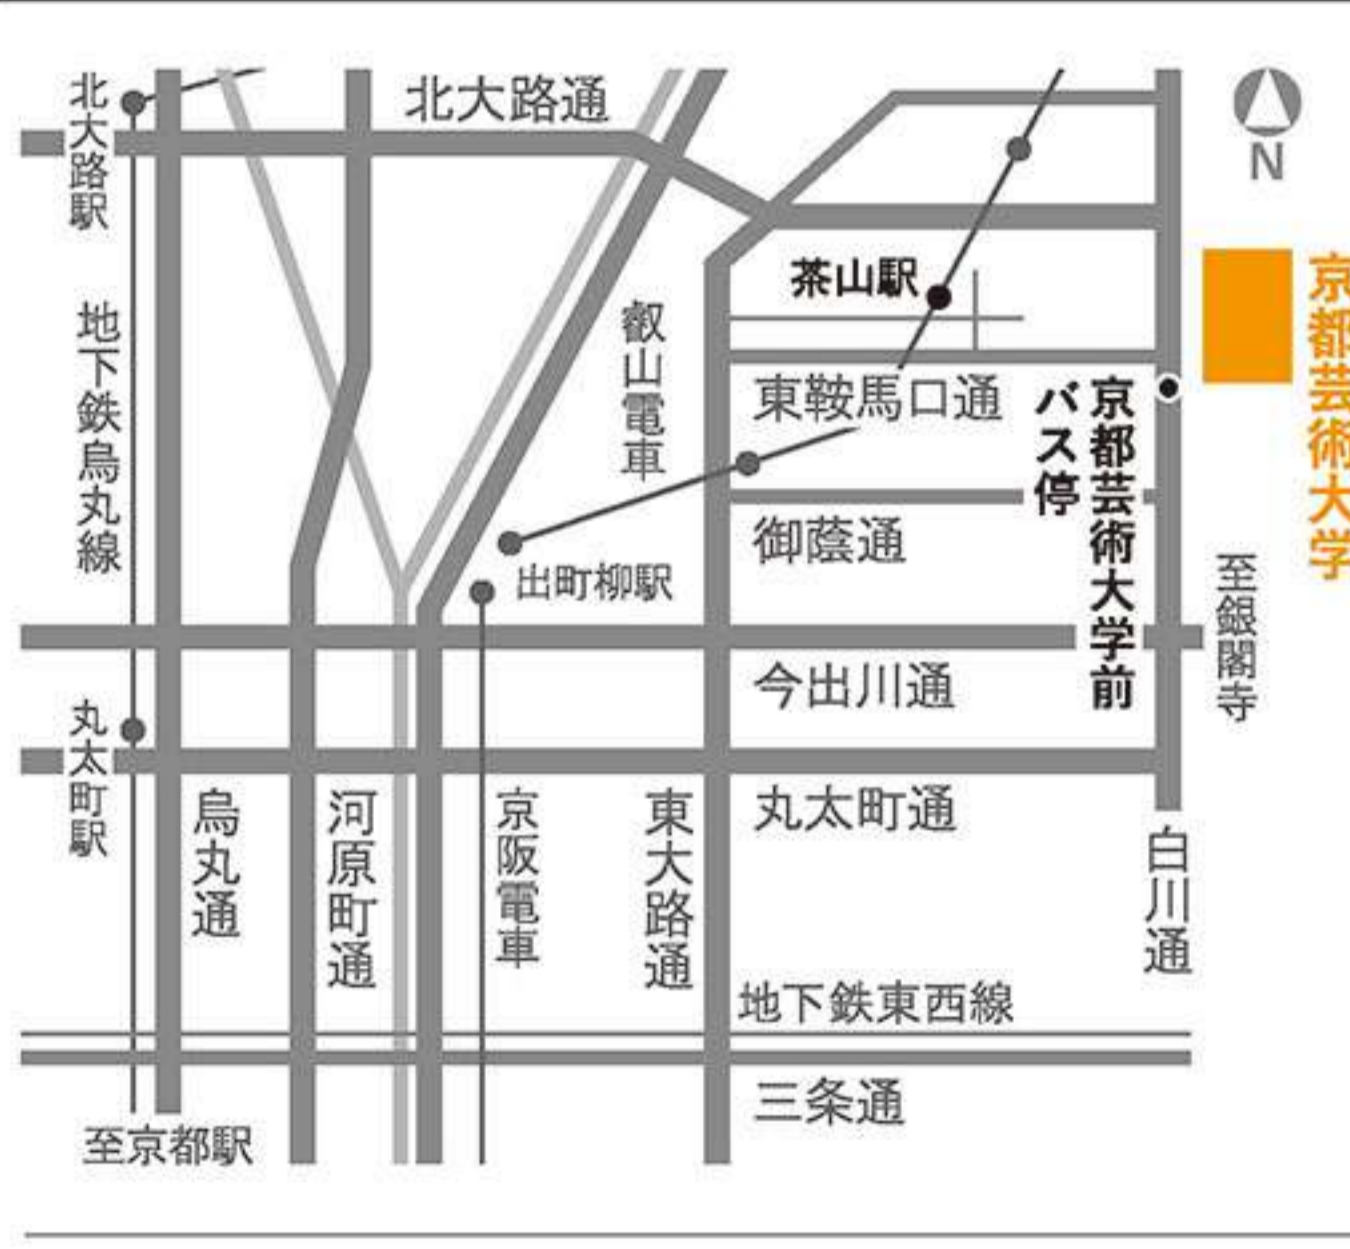 北大路駅
北大路通
N
茶山駅
京都芸術大学
地下鉄烏丸線
叡山電車
東鞍馬口通
京都芸術大学前
バス停
御蔭通
出町柳駅
至銀閣寺
今出川通
丸太町駅
烏丸通
河原町通
京阪電車
東大路通
丸太町通
白川通
地下鉄東西線
三条通
至京都駅